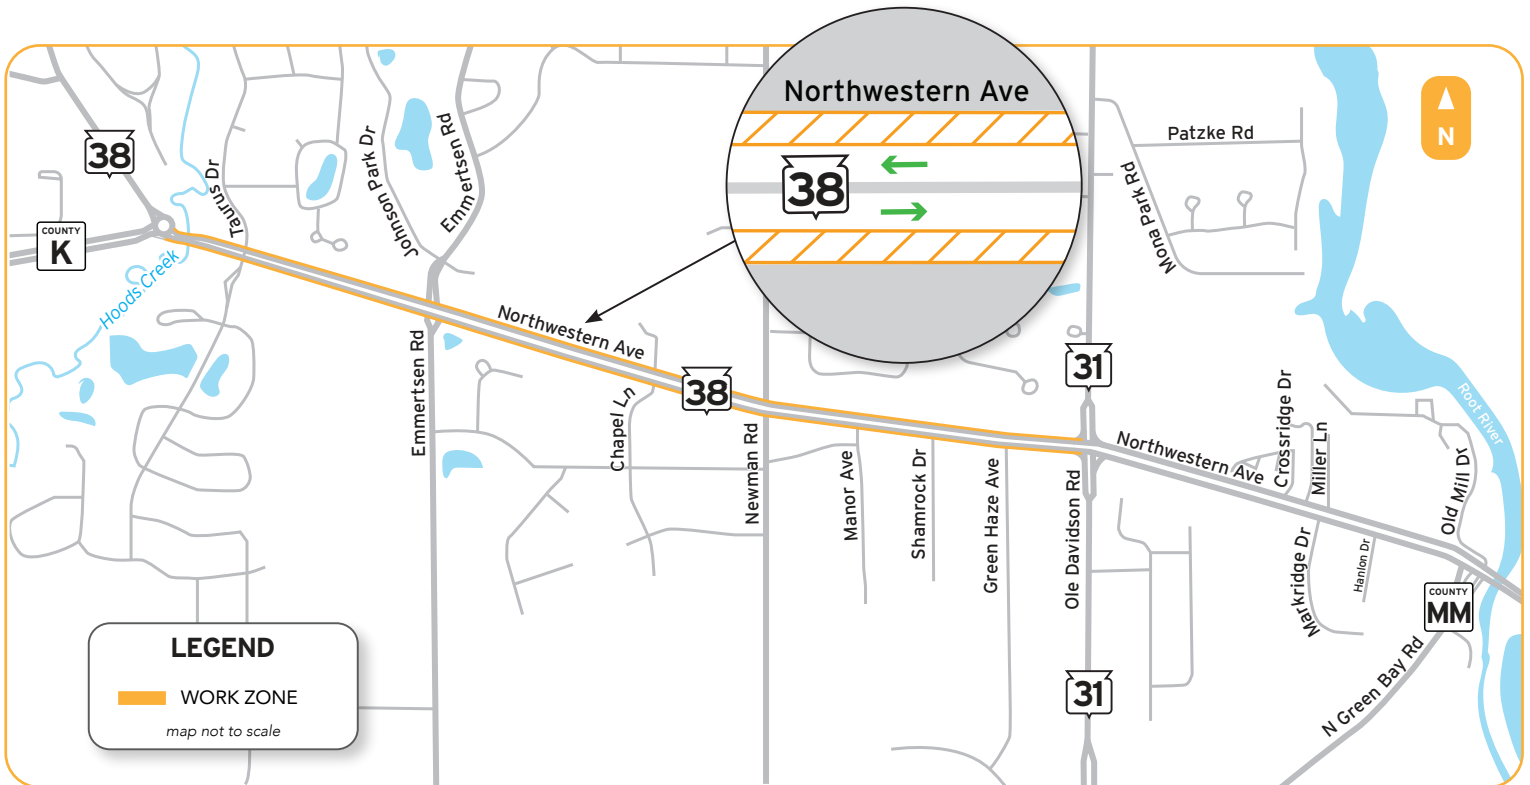 Northwestern Ave
38
38
COUNTY
K
Hoods Creek
Taurus Dr
Johnson Park Dr
Emmertsen Rd
Patzke Rd
Mona Park Rd
N
Northwestern Ave
Emmertsen Rd
Chapel Ln
38
Newman Rd
31
Manor Ave
Shamrock Dr
Green Haze Ave
Ole Davidson Rd
Northwestern Ave
Crossridge Dr
Miller Ln
Root River
Old Mill Dr
Markridge Dr
Hanlon Dr
COUNTY
MM
N Green Bay Rd
31
LEGEND
WORK ZONE
map not to scale